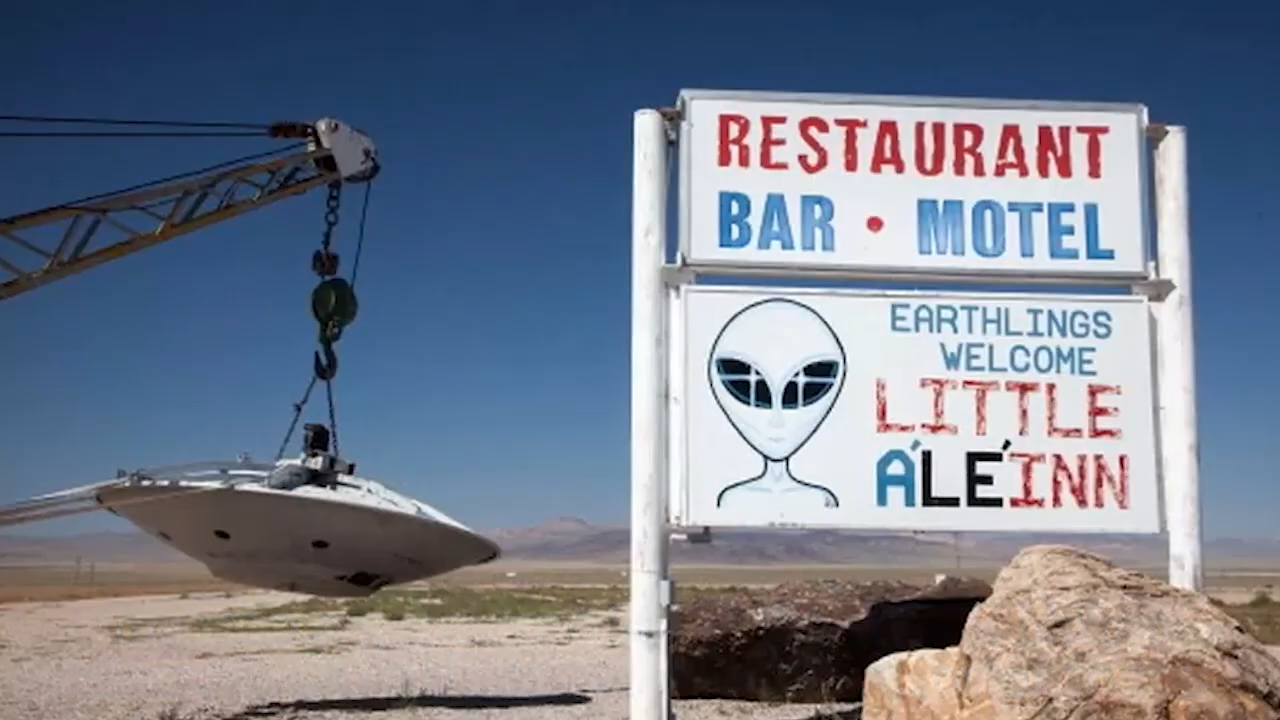 RESTAURANT
BAR • MOTEL
EARTHLINGS
WELCOME
LITTLE
A'LE'INN